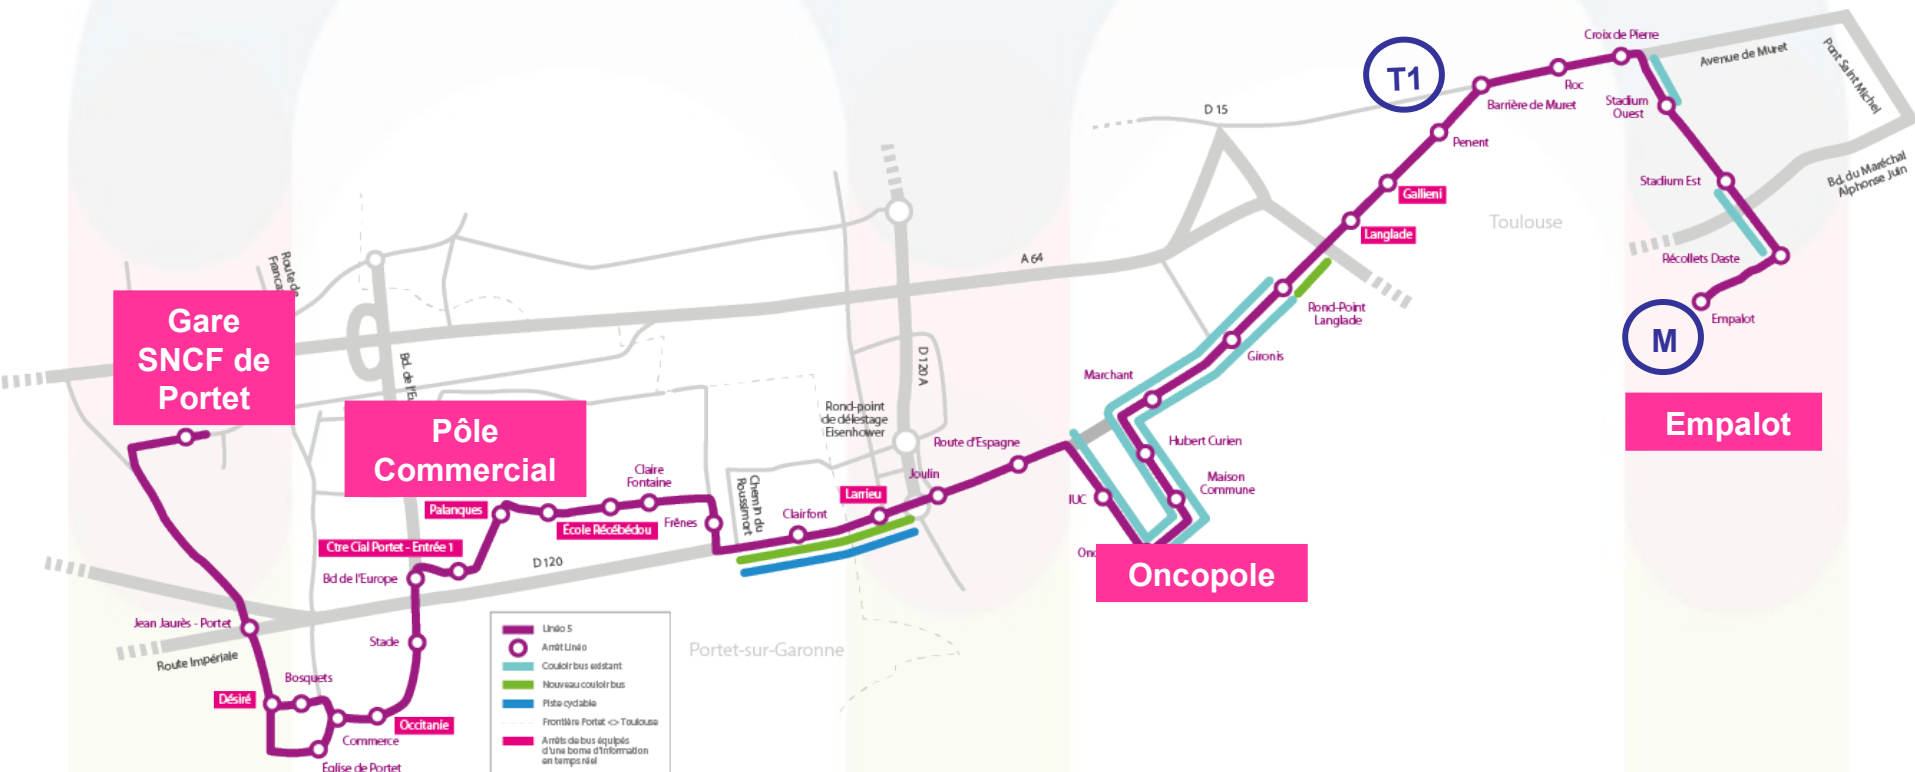 Croix de Pierre
Avenue de Muret
Pont Saint Michel
T1
Roc
Barrière de Muret
Stadium
Ouest
D 15
Penent
Bd. du Maréchal
Alphonse Juin
Stadium Est
Gallieni
Toulouse
Langlade
Route de
A 64
Récollets Daste
Gare
SNCF de
Portet
Rond-Point
Langlade
Empalot
M
Gironis
Bd. de l'Eu
D 120 A
Marchant
Rond-point
de délestage
Eisenhower
Empalot
Pôle
Commercial
Route d'Espagne
Hubert Curien
Claire
Fontaine
Joulin
Maison
Commune
Chemin du
Roussimort
Larrieu
IUC
Palanques
Clairfont
École Récébédou
Frênes
Ctre Cial Portet - Entrée 1
D 120
Onc
Oncopole
Bd de l'Europe
Jean Jaurès - Portet
Stade
Route Impériale
Portet-sur-Garonne
Bosquets
Désiré
Occitanie
Commerce
Église de Portet
Linéo 5
Arrêt Linéo
Couloir bus existant
Nouveau couloir bus
Piste cyclable
Frontière Portet <> Toulouse
Arrêts de bus équipés
d'une borne d'information
en temps réel